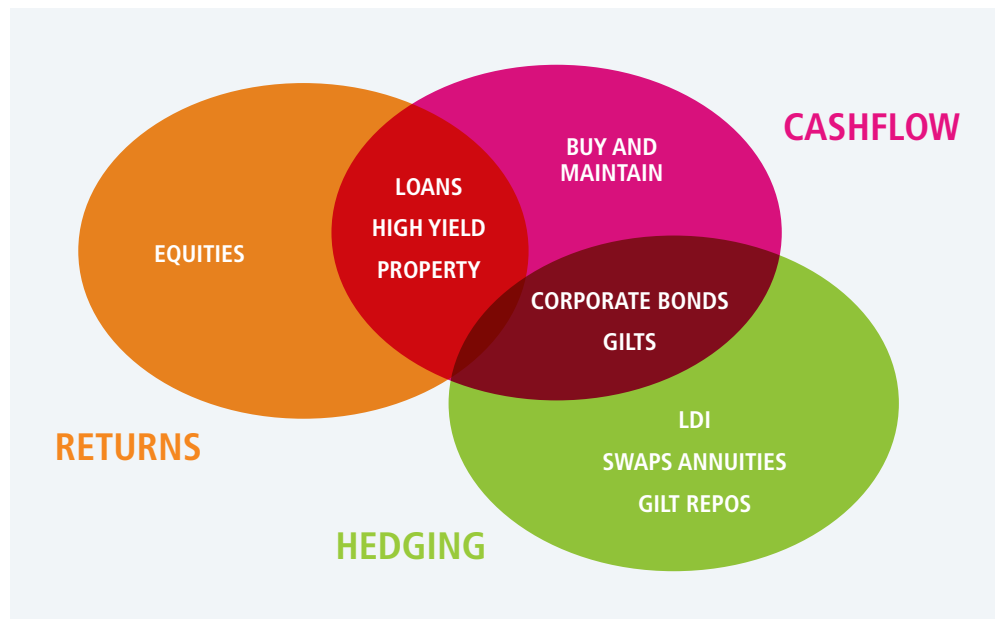 CASHFLOW
BUY AND
MAINTAIN
LOANS
HIGH YIELD
PROPERTY
EQUITIES
CORPORATE BONDS
GILTS
LDI
SWAPS ANNUITIES
GILT REPOS
RETURNS
HEDGING